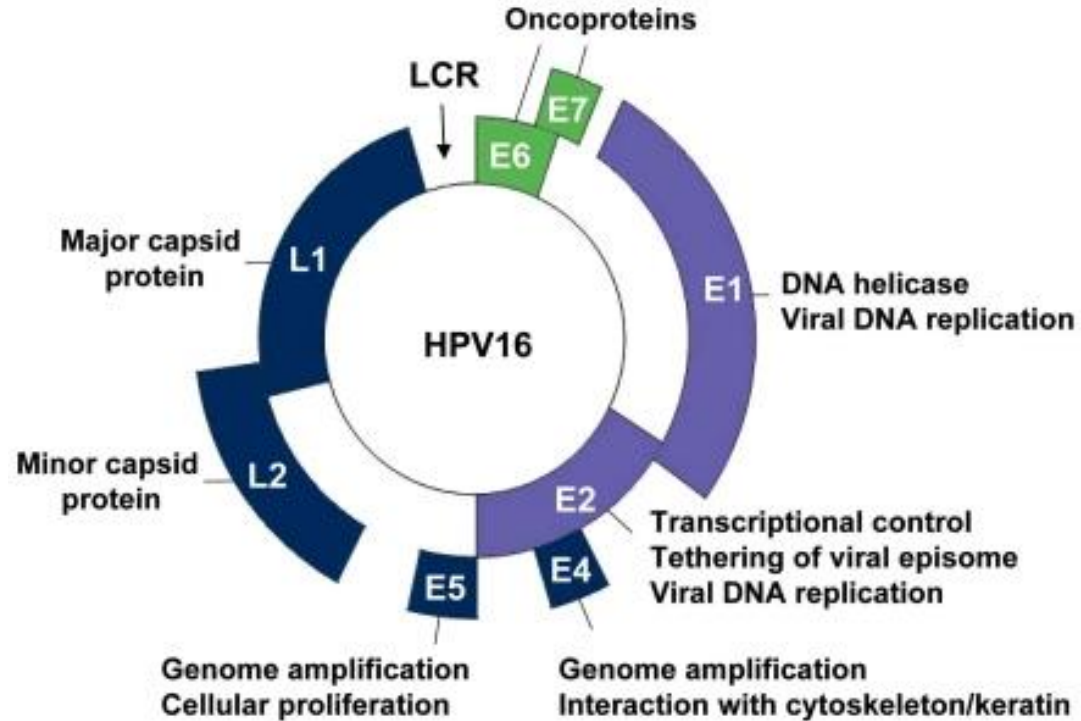 Oncoproteins
LCR
E7
E6
Major capsid
protein
L1
E1
DNA helicase
Viral DNA replication
HPV16
Minor capsid
protein
L2
E2
Transcriptional control
Tethering of viral episome
Viral DNA replication
E5
E4
Genome amplification
Cellular proliferation
Genome amplification
Interaction with cytoskeleton/keratin